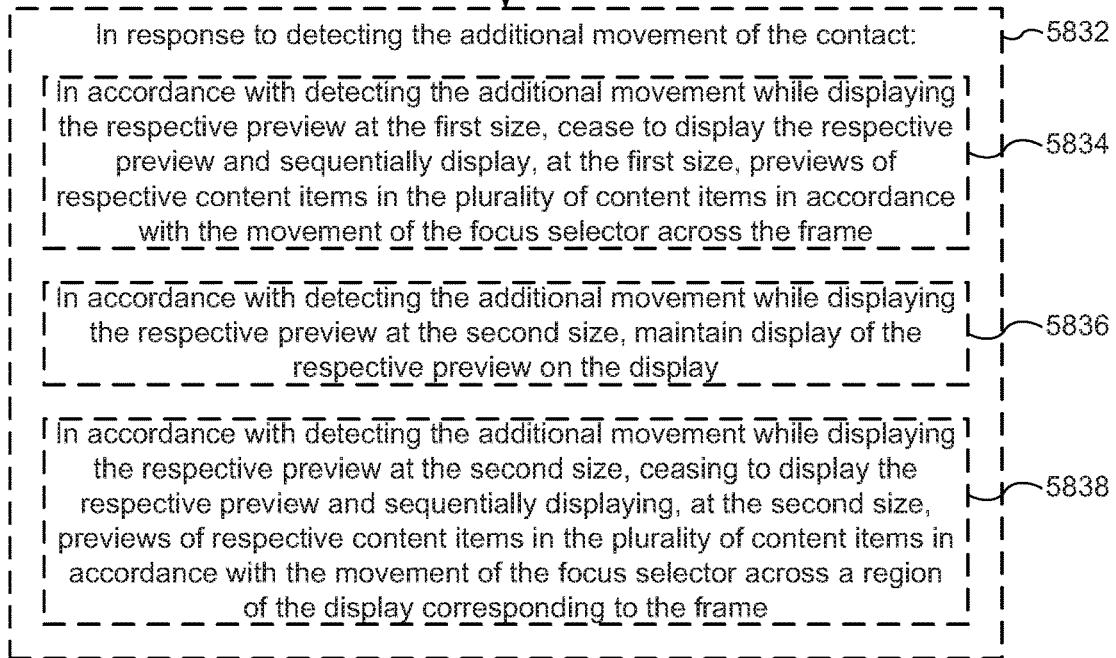 In response to detecting the additional movement of the contact:
5832
In accordance with detecting the additional movement while displaying
the respective preview at the first size, cease to display the respective
preview and sequentially display, at the first size, previews of
respective content items in the plurality of content items in accordance
with the movement of the focus selector across the frame
5834
In accordance with detecting the additional movement while displaying
the respective preview at the second size, maintain display of the
respective preview on the display
5836
In accordance with detecting the additional movement while displaying
the respective preview at the second size, ceasing to display the
respective preview and sequentially displaying, at the second size,
previews of respective content items in the plurality of content items in
accordance with the movement of the focus selector across a region
of the display corresponding to the frame
5838